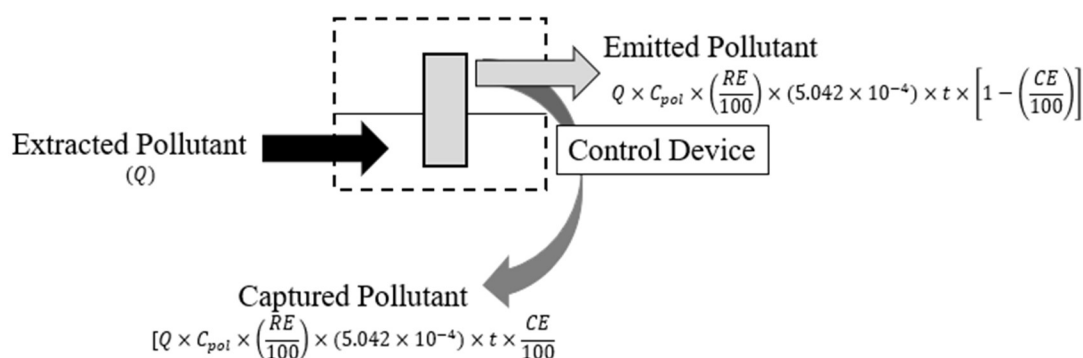 Emitted Pollutant
Q × C_pol × (RE/100) × (5.042 × 10⁻⁴) × t × [1 − (CE/100)]
Extracted Pollutant
(Q)
Control Device
Captured Pollutant
[Q × C_pol × (RE/100) × (5.042 × 10⁻⁴) × t × CE/100